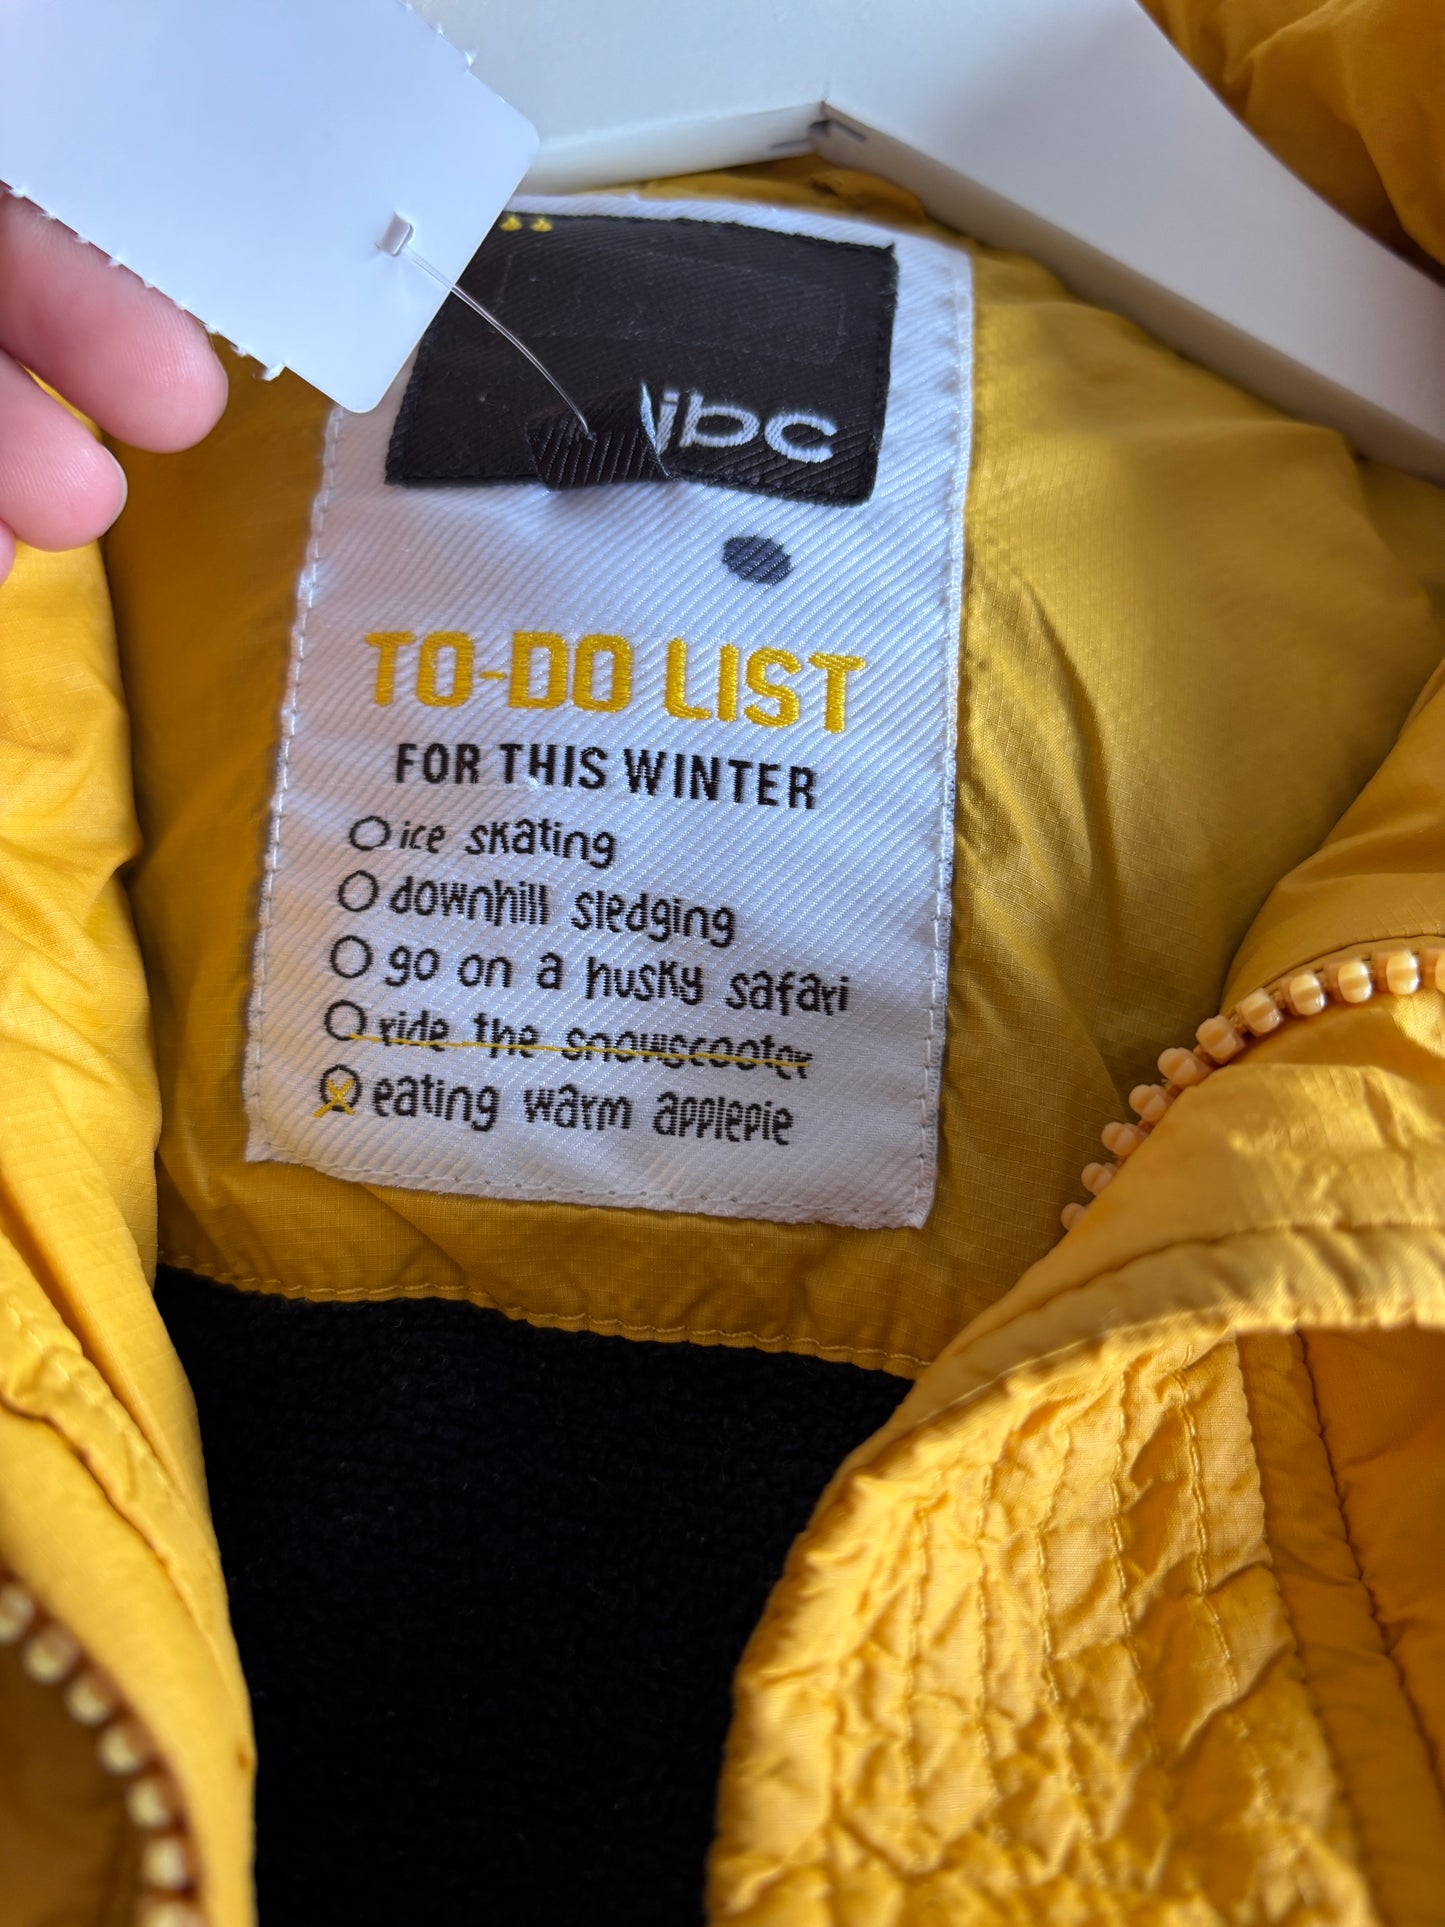 jbc
TO-DO LIST
FOR THIS WINTER
ice skating
downhill sledging
go on a husky safari
ride the snowscooter
eating warm applepie